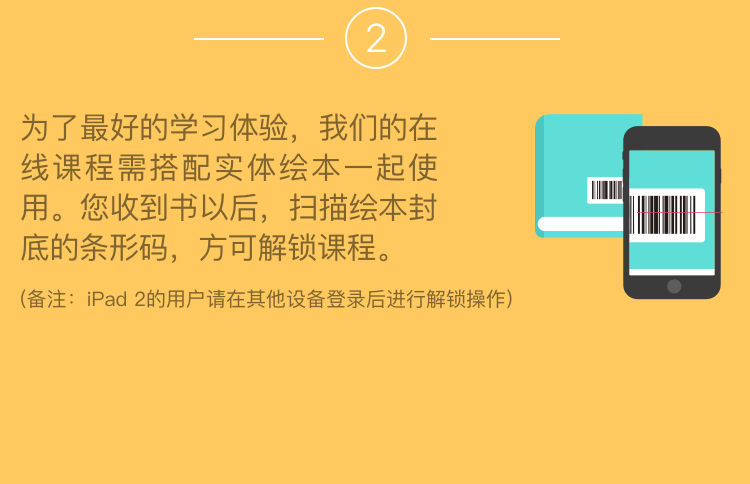 2
为了最好的学习体验，我们的在
线课程需搭配实体绘本一起使
用。您收到书以后，扫描绘本封
底的条形码，方可解锁课程。
(备注：iPad 2的用户请在其他设备登录后进行解锁操作)